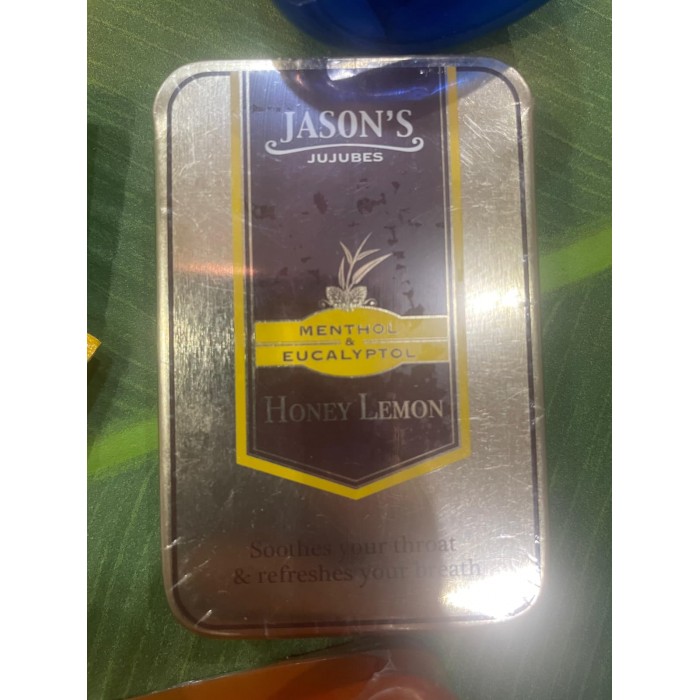 JASON'S
JUJUBES
MENTHOL
&
EUCALYPTOL
HONEY LEMON
Soothes your throat
& refreshes your breath